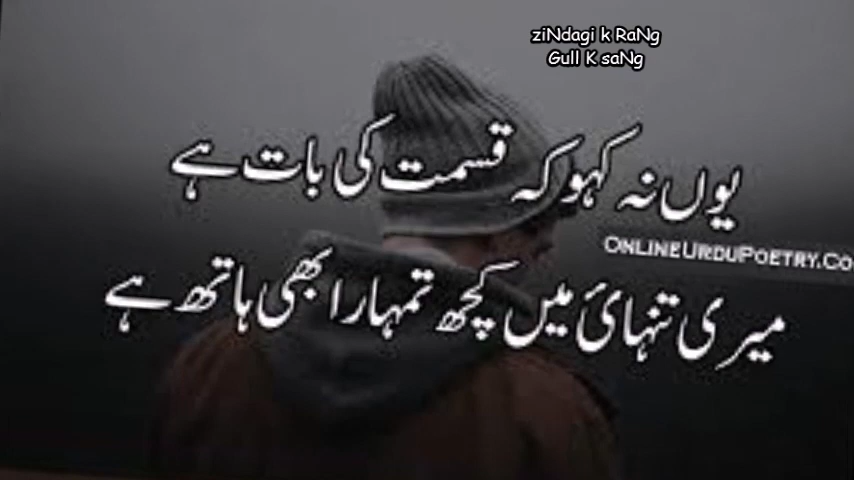 ziNdagi k RaNg
Gull K saNg
یوں نہ کہو کہ قسمت کی بات ہے
OnlineUrduPoetry.Co
میری تنہائ میں کچھ تمہارا بھی ہاتھ ہے